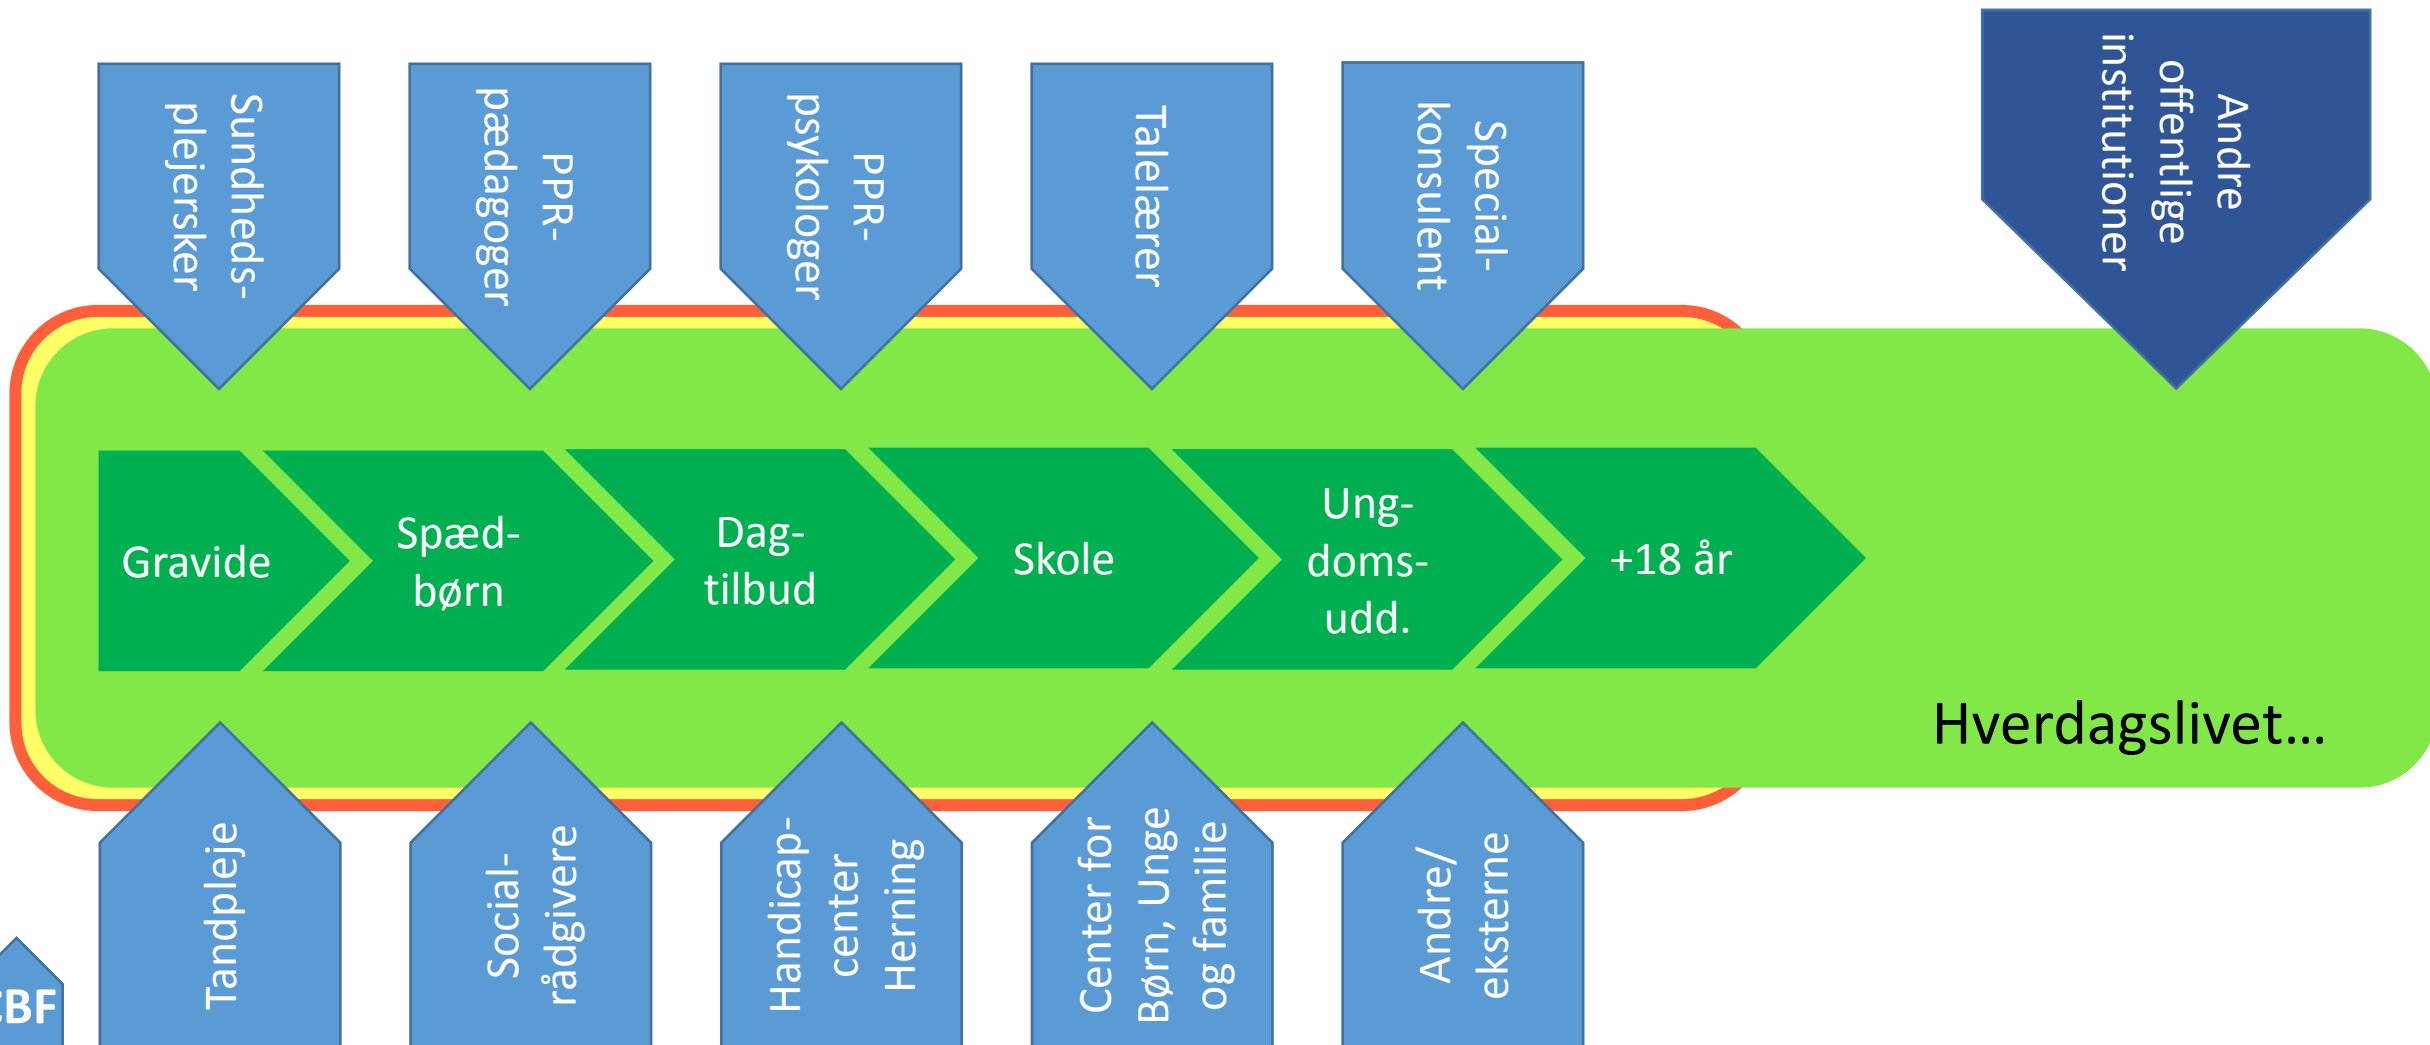 Sundheds-
plejersker
PPR-
pædagoger
PPR-
psykologer
Talelærer
Special-
konsulent
Andre
offentlige
institutioner
Gravide
Spæd-
børn
Dag-
tilbud
Skole
Ung-
doms-
udd.
+18 år
Hverdagslivet...
Tandpleje
Social-
rådgivere
Handicap-
center
Herning
Center for
Børn, Unge
og familie
Andre/
eksterne